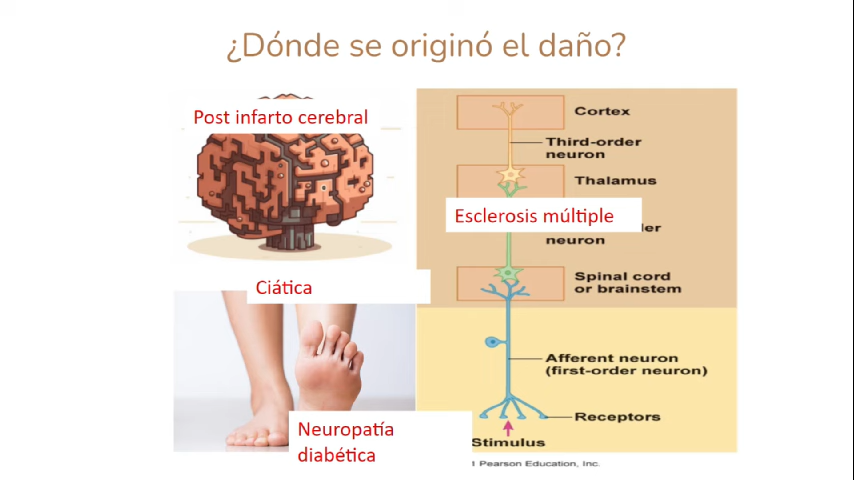 ¿Dónde se originó el daño?
Post infarto cerebral
Cortex
Third-order
neuron
Thalamus
Esclerosis múltiple
neuron
Ciática
Spinal cord
or brainstem
Afferent neuron
(first-order neuron)
Receptors
Neuropatía
diabética
Stimulus
Pearson Education, Inc.